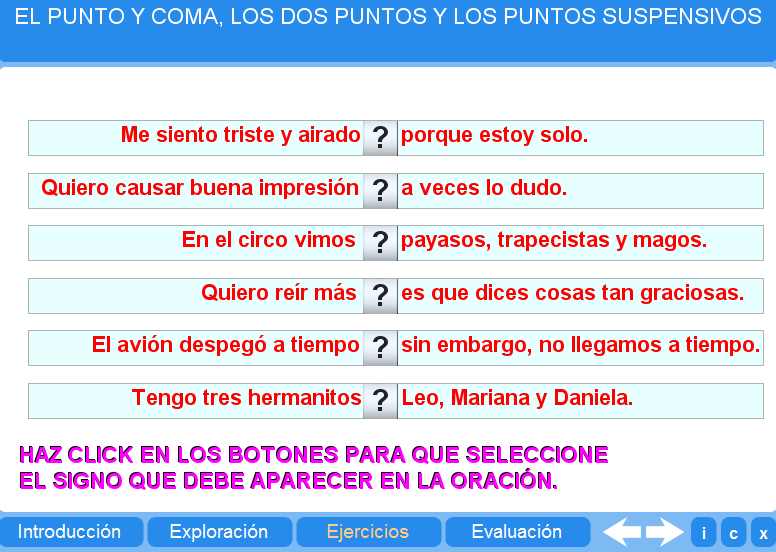 EL PUNTO Y COMA, LOS DOS PUNTOS Y LOS PUNTOS SUSPENSIVOS
Me siento triste y airado ? porque estoy solo.
Quiero causar buena impresión ? a veces lo dudo.
En el circo vimos ? payasos, trapecistas y magos.
Quiero reír más ? es que dices cosas tan graciosas.
El avión despegó a tiempo ? sin embargo, no llegamos a tiempo.
Tengo tres hermanitos ? Leo, Mariana y Daniela.
HAZ CLICK EN LOS BOTONES PARA QUE SELECCIONE
EL SIGNO QUE DEBE APARECER EN LA ORACIÓN.
Introducción Exploración Ejercicios Evaluación i c x